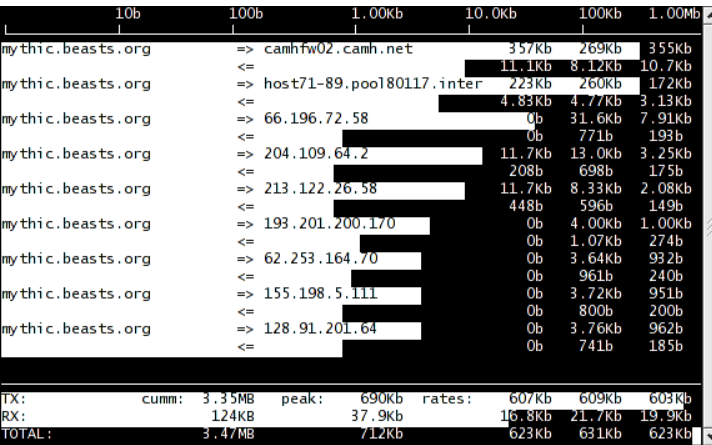 10b 100b 1.00Kb 10.0Kb 100Kb 1.00Mb
mythic.beasts.org => camhfw02.camh.net 357Kb 269Kb 355Kb
<= 11.1Kb 8.12Kb 10.7Kb
mythic.beasts.org => host71-89.pool80117.inter 223Kb 260Kb 172Kb
<= 4.83Kb 4.77Kb 3.13Kb
mythic.beasts.org => 66.196.72.58 0b 31.6Kb 7.91Kb
<= 0b 771b 193b
mythic.beasts.org => 204.109.64.2 11.7Kb 13.0Kb 3.25Kb
<= 208b 698b 175b
mythic.beasts.org => 213.122.26.58 11.7Kb 8.33Kb 2.08Kb
<= 448b 596b 149b
mythic.beasts.org => 193.201.200.170 0b 4.00Kb 1.00Kb
<= 0b 1.07Kb 274b
mythic.beasts.org => 62.253.164.70 0b 3.64Kb 932b
<= 0b 961b 240b
mythic.beasts.org => 155.198.5.111 0b 3.72Kb 951b
<= 0b 800b 200b
mythic.beasts.org => 128.91.201.64 0b 3.76Kb 962b
<= 0b 741b 185b
TX: cumm: 3.35MB peak: 690Kb rates: 607Kb 609Kb 603Kb
RX: 124KB 37.9Kb 16.8Kb 21.7Kb 19.9Kb
TOTAL: 3.47MB 712Kb 623Kb 631Kb 623Kb